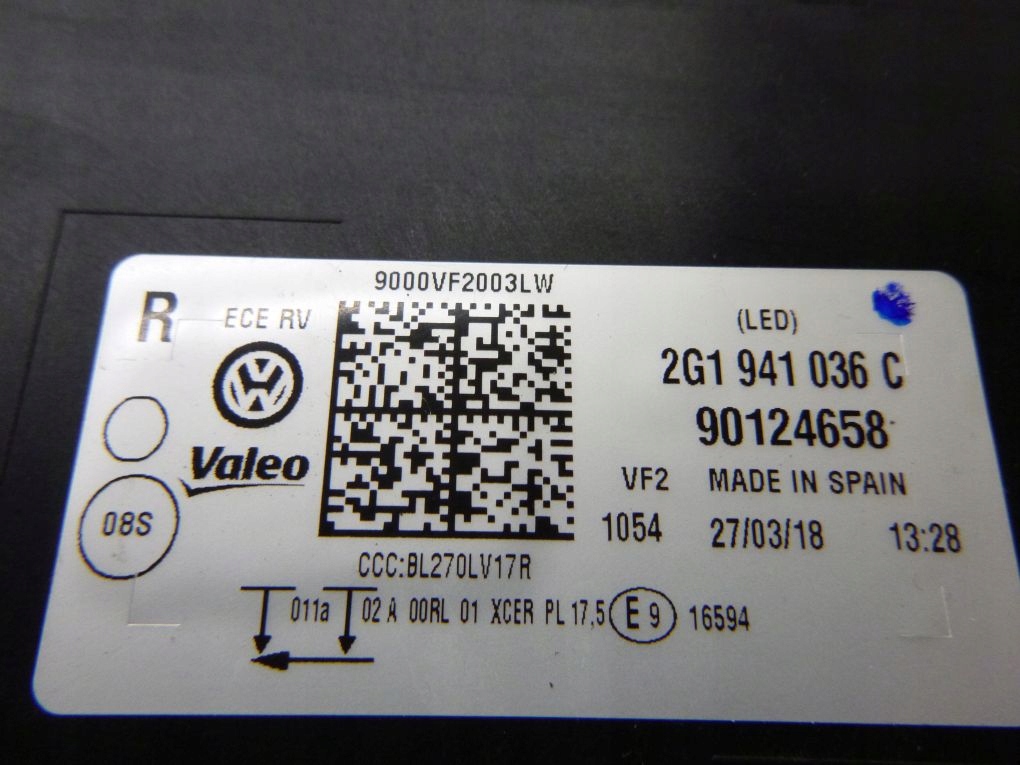 9000VF2003LW
R
ECE RV
(LED)
2G1 941 036 C
90124658
Valeo
VF2 MADE IN SPAIN
08S
1054 27/03/18 13:28
CCC:BL270LV17R
011a 02 A 00RL 01 XCER PL 17,5 E 9 16594